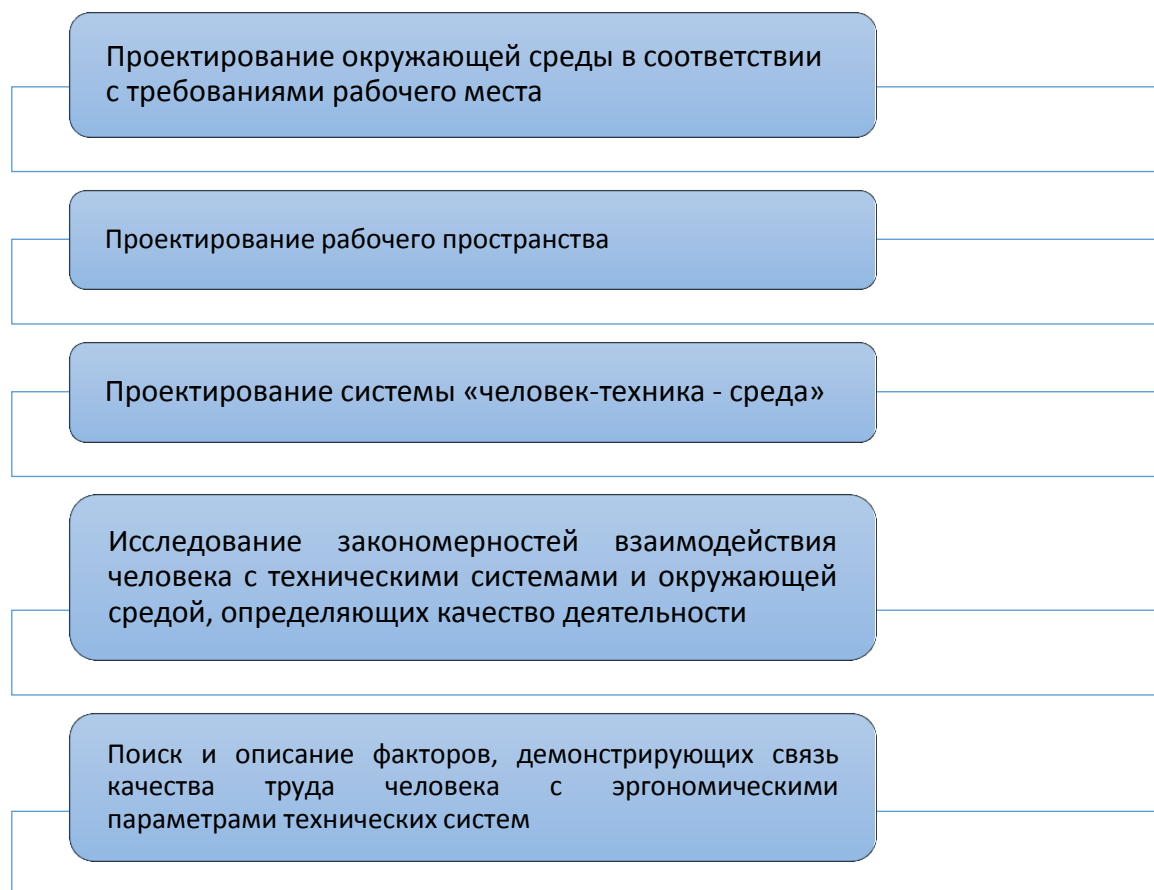 Проектирование окружающей среды в соответствии
с требованиями рабочего места
Проектирование рабочего пространства
Проектирование системы «человек-техника - среда»
Исследование закономерностей взаимодействия
человека с техническими системами и окружающей
средой, определяющих качество деятельности
Поиск и описание факторов, демонстрирующих связь
качества труда человека с эргономическими
параметрами технических систем